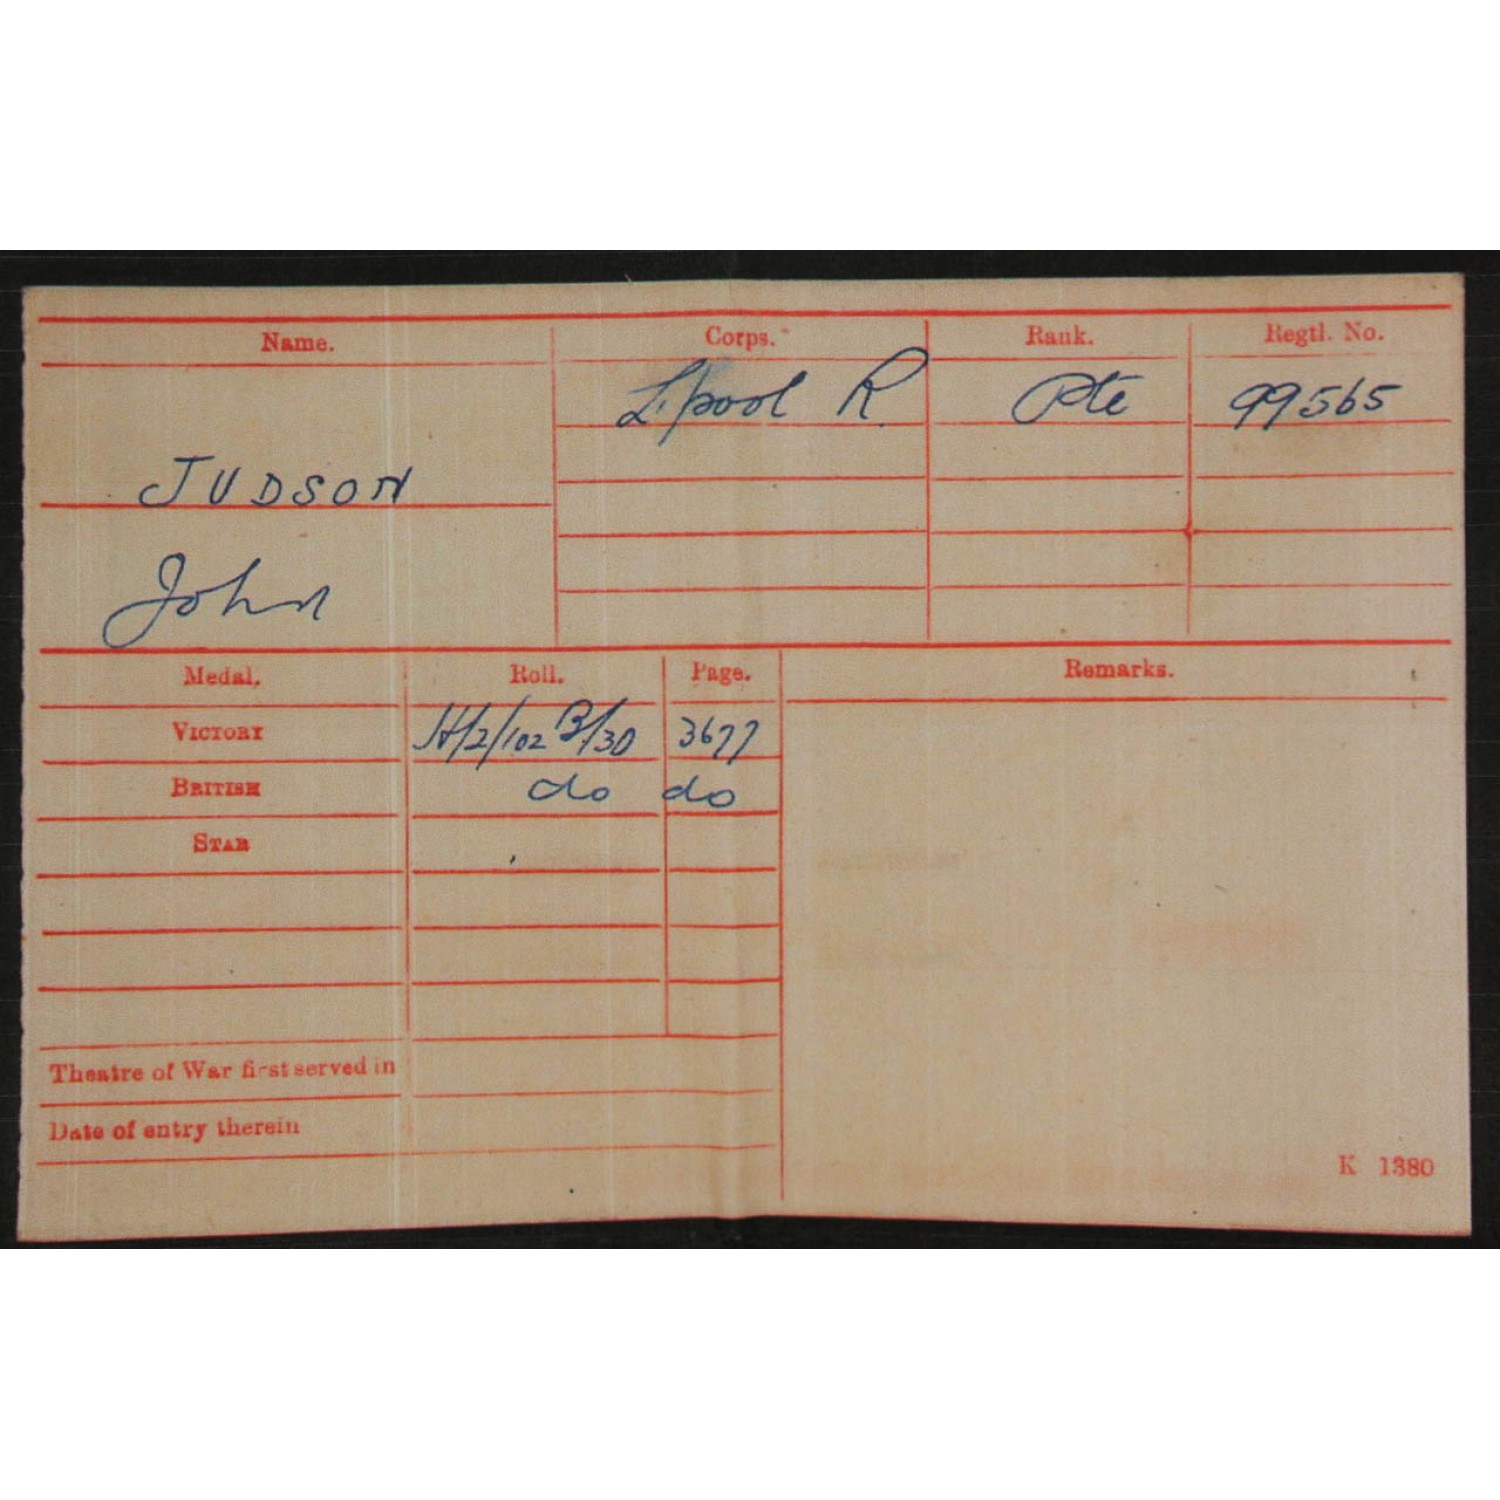 Name. Corps. Rank. Regtl. No.
L'pool R. Pte 99565
JUDSON
John
Medal. Roll. Page. Remarks.
VICTORY H/2/102 B/30 3677
BRITISH do do
STAR
Theatre of War first served in
Date of entry therein
K 1380